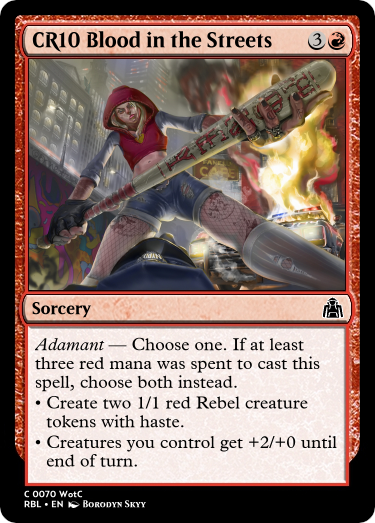 CR10 Blood in the Streets 3
Sorcery
Adamant — Choose one. If at least
three red mana was spent to cast this
spell, choose both instead.
• Create two 1/1 red Rebel creature
tokens with haste.
• Creatures you control get +2/+0 until
end of turn.
C 0070 WotC
RBL • EN Borodyn Skyy